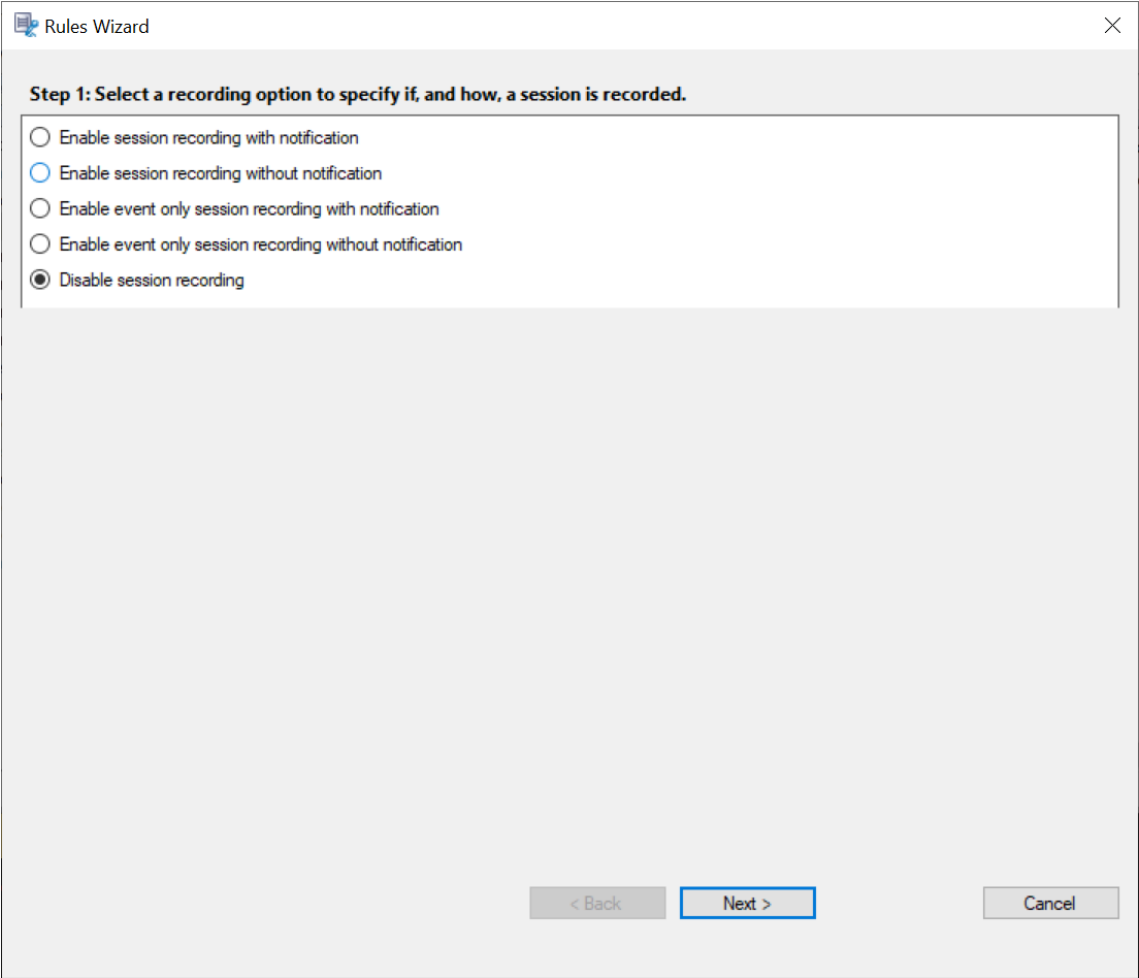 Rules Wizard
Step 1: Select a recording option to specify if, and how, a session is recorded.
Enable session recording with notification
Enable session recording without notification
Enable event only session recording with notification
Enable event only session recording without notification
Disable session recording
< Back Next > Cancel